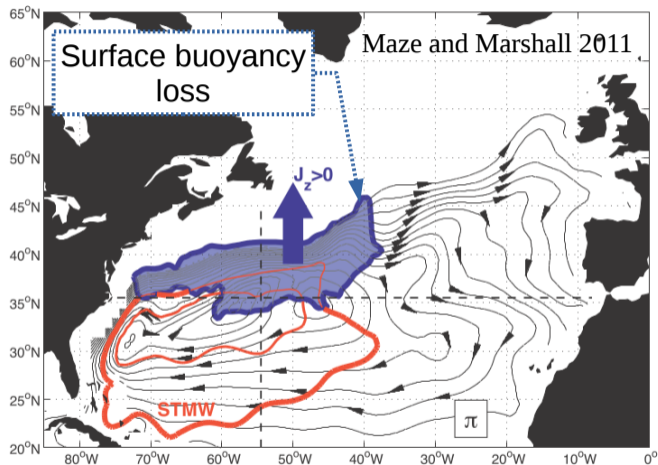 65°N
Maze and Marshall 2011
60°N
Surface buoyancy
loss
55°N
50°N
J_z>0
45°N
40°N
35°N
30°N
25°N
STMW
π
20°N
80°W 70°W 60°W 50°W 40°W 30°W 20°W 10°W 0°